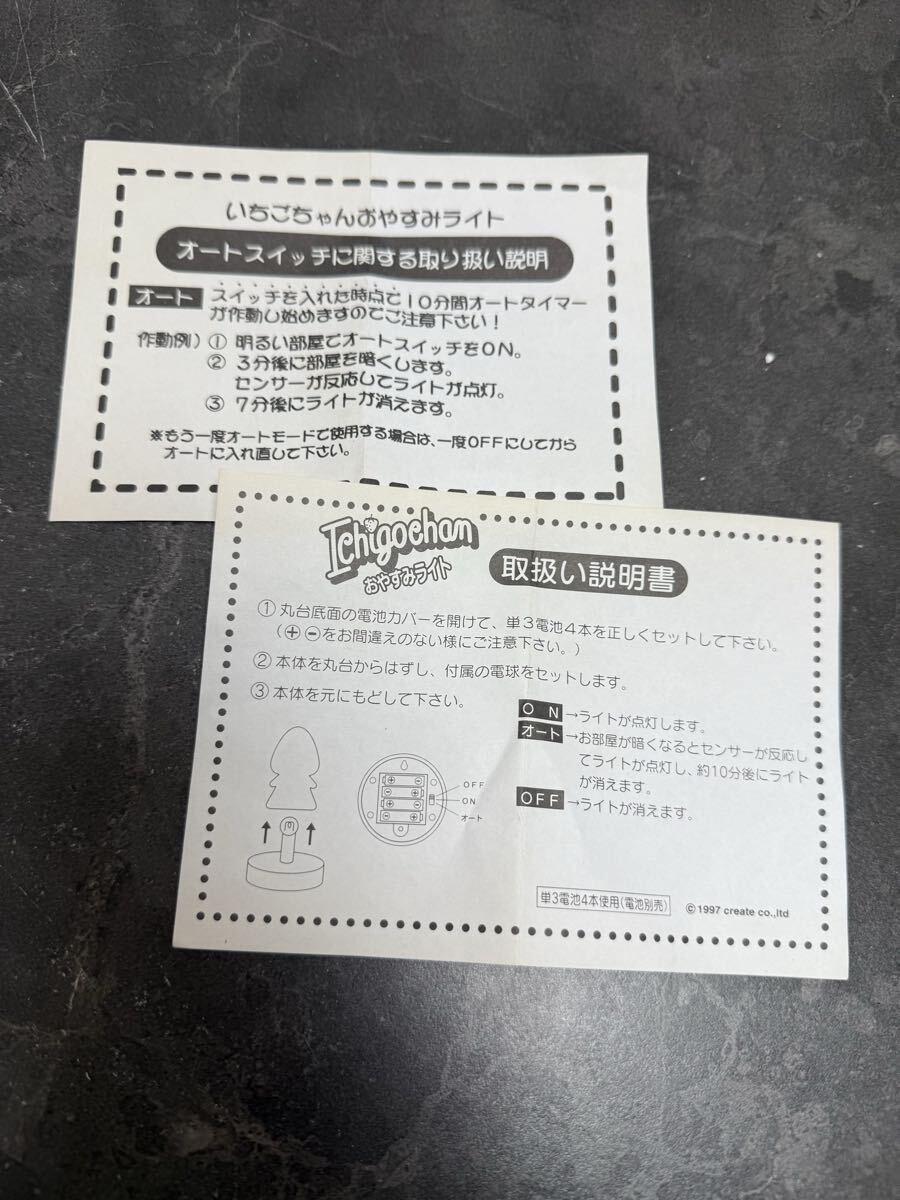 いちごちゃんおやすみライト
オートスイッチに関する取り扱い説明
オート スイッチを入れた時点で10分間オートタイマー
が作動し始めますのでご注意下さい！
作動例）① 明るい部屋でオートスイッチをON。
② 3分後に部屋を暗くします。
センサーが反応してライトが点灯。
③ 7分後にライトが消えます。
※もう一度オートモードで使用する場合は、一度OFFにしてから
オートに入れ直して下さい。
Ichigochan
おやすみライト
取扱い説明書
① 丸台底面の電池カバーを開けて、単3電池4本を正しくセットして下さい。
（⊕⊖をお間違えのない様にご注意下さい。）
② 本体を丸台からはずし、付属の電球をセットします。
③ 本体を元にもどして下さい。
ON→ライトが点灯します。
オート→お部屋が暗くなるとセンサーが反応し
てライトが点灯し、約10分後にライト
が消えます。
OFF→ライトが消えます。
OFF
ON
オート
単3電池4本使用(電池別売)
©1997 create co.,ltd